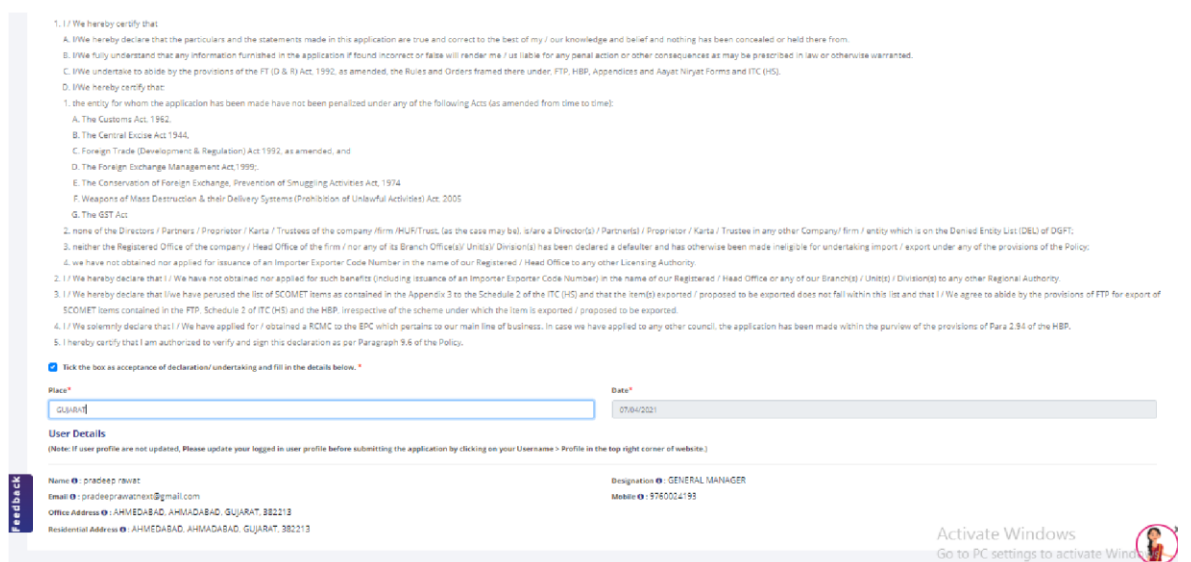 1. I / We hereby certify that
A. I/We hereby declare that the particulars and the statements made in this application are true and correct to the best of my / our knowledge and belief and nothing has been concealed or held there from.
B. I/We fully understand that any information furnished in the application if found incorrect or false will render me / us liable for any penal action or other consequences as may be prescribed in law or otherwise warranted.
C. I/We undertake to abide by the provisions of the FT (D & R) Act, 1992, as amended, the Rules and Orders framed there under, FTP, HBP, Appendices and Aayat Niryat Forms and ITC (HS).
D. I/We hereby certify that:
1. the entity for whom the application has been made have not been penalized under any of the following Acts (as amended from time to time):
A. The Customs Act, 1962.
B. The Central Excise Act 1944,
C. Foreign Trade (Development & Regulation) Act 1992, as amended, and
D. The Foreign Exchange Management Act,1999;.
E. The Conservation of Foreign Exchange, Prevention of Smuggling Activities Act, 1974
F. Weapons of Mass Destruction & their Delivery Systems (Prohibition of Unlawful Activities) Act, 2005
G. The GST Act
2. none of the Directors / Partners / Proprietor / Karta / Trustees of the company /firm /HUF/Trust, (as the case may be), is/are a Director(s) / Partner(s) / Proprietor / Karta / Trustee in any other Company/ firm / entity which is on the Denied Entity List (DEL) of DGFT;
3. neither the Registered Office of the company / Head Office of the firm / nor any of its Branch Office(s)/ Unit(s)/ Division(s) has been declared a defaulter and has otherwise been made ineligible for undertaking import / export under any of the provisions of the Policy;
4. we have not obtained nor applied for issuance of an Importer Exporter Code Number in the name of our Registered / Head Office to any other Licensing Authority.
2. I / We hereby declare that I / We have not obtained nor applied for such benefits (including issuance of an Importer Exporter Code Number) in the name of our Registered / Head Office or any of our Branch(s) / Unit(s) / Division(s) to any other Regional Authority.
3. I / We hereby declare that I/we have perused the list of SCOMET items as contained in the Appendix 3 to the Schedule 2 of the ITC (HS) and that the item(s) exported / proposed to be exported does not fall within this list and that I / We agree to abide by the provisions of FTP for export of
SCOMET items contained in the FTP, Schedule 2 of ITC (HS) and the HBP, irrespective of the scheme under which the item is exported / proposed to be exported.
4. I / We solemnly declare that I / We have applied for / obtained a RCMC to the EPC which pertains to our main line of business. In case we have applied to any other council, the application has been made within the purview of the provisions of Para 2.94 of the HBP.
5. I hereby certify that I am authorized to verify and sign this declaration as per Paragraph 9.6 of the Policy.
Tick the box as acceptance of declaration/ undertaking and fill in the details below. *
Place* Date*
GUJARAT 07/04/2021
User Details
(Note: If user profile are not updated, Please update your logged in user profile before submitting the application by clicking on your Username > Profile in the top right corner of website.)
Name : pradeep rawat Designation : GENERAL MANAGER
Email : pradeeprawatnext@gmail.com Mobile : 9760024193
Office Address : AHMEDABAD, AHMADABAD, GUJARAT, 382213
Residential Address : AHMEDABAD, AHMADABAD, GUJARAT, 382213
Feedback
Activate Windows
Go to PC settings to activate